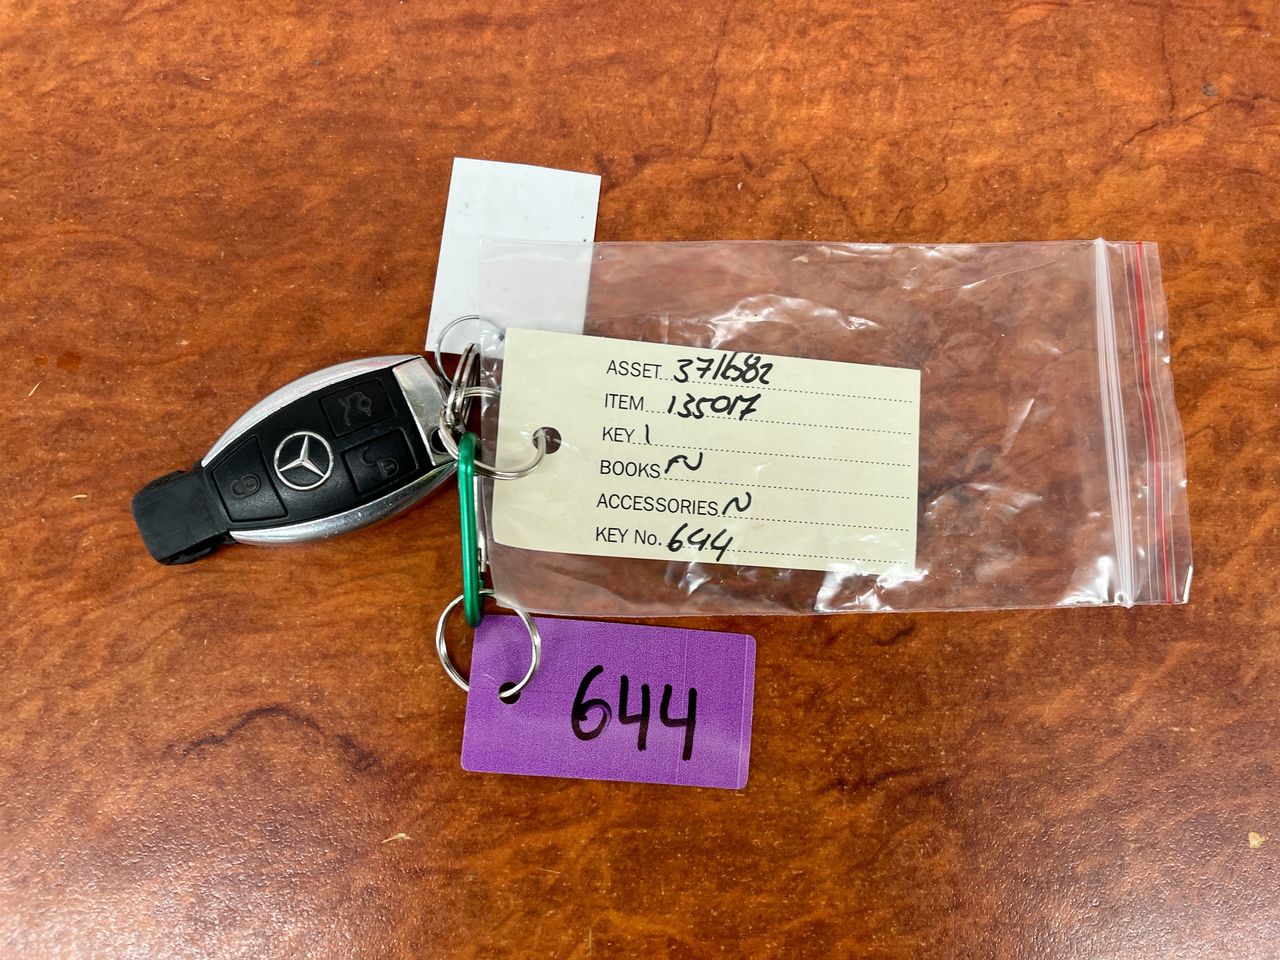 ASSET 371682
ITEM 135017
KEY 1
BOOKS N
ACCESSORIES N
KEY No. 644
644